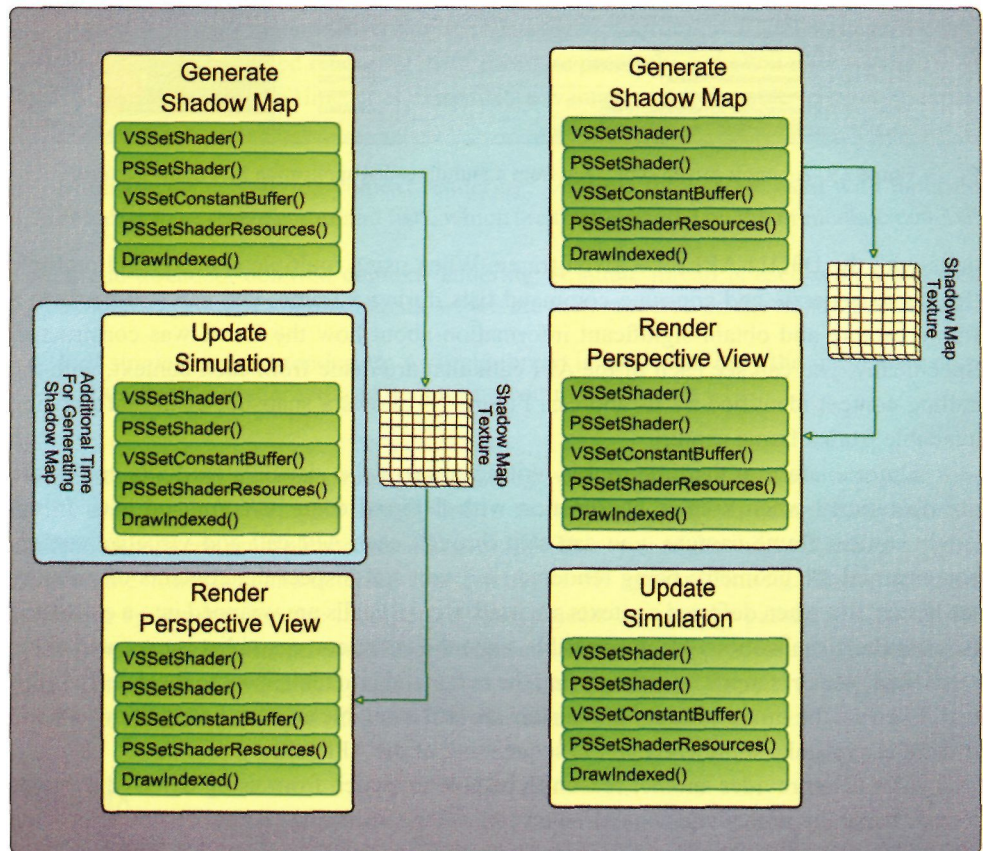 Generate
Shadow Map
VSSetShader()
PSSetShader()
VSSetConstantBuffer()
PSSetShaderResources()
DrawIndexed()
Update
Simulation
VSSetShader()
PSSetShader()
VSSetConstantBuffer()
PSSetShaderResources()
DrawIndexed()
Additional Time
For Generating
Shadow Map
Shadow Map
Texture
Render
Perspective View
VSSetShader()
PSSetShader()
VSSetConstantBuffer()
PSSetShaderResources()
DrawIndexed()
Generate
Shadow Map
VSSetShader()
PSSetShader()
VSSetConstantBuffer()
PSSetShaderResources()
DrawIndexed()
Shadow Map
Texture
Render
Perspective View
VSSetShader()
PSSetShader()
VSSetConstantBuffer()
PSSetShaderResources()
DrawIndexed()
Update
Simulation
VSSetShader()
PSSetShader()
VSSetConstantBuffer()
PSSetShaderResources()
DrawIndexed()